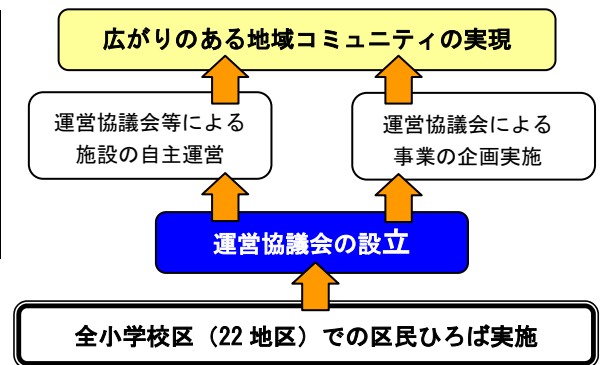 広がりのある地域コミュニティの実現
運営協議会等による
施設の自主運営
運営協議会による
事業の企画実施
運営協議会の設立
全小学校区（22 地区）での区民ひろば実施